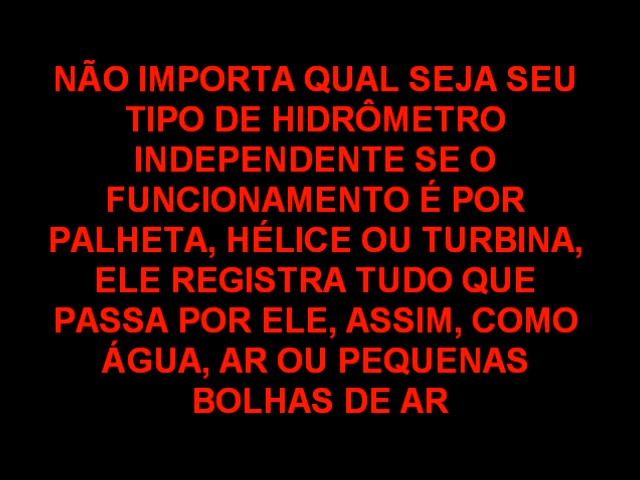 NÃO IMPORTA QUAL SEJA SEU
TIPO DE HIDRÔMETRO
INDEPENDENTE SE O
FUNCIONAMENTO É POR
PALHETA, HÉLICE OU TURBINA,
ELE REGISTRA TUDO QUE
PASSA POR ELE, ASSIM, COMO
ÁGUA, AR OU PEQUENAS
BOLHAS DE AR